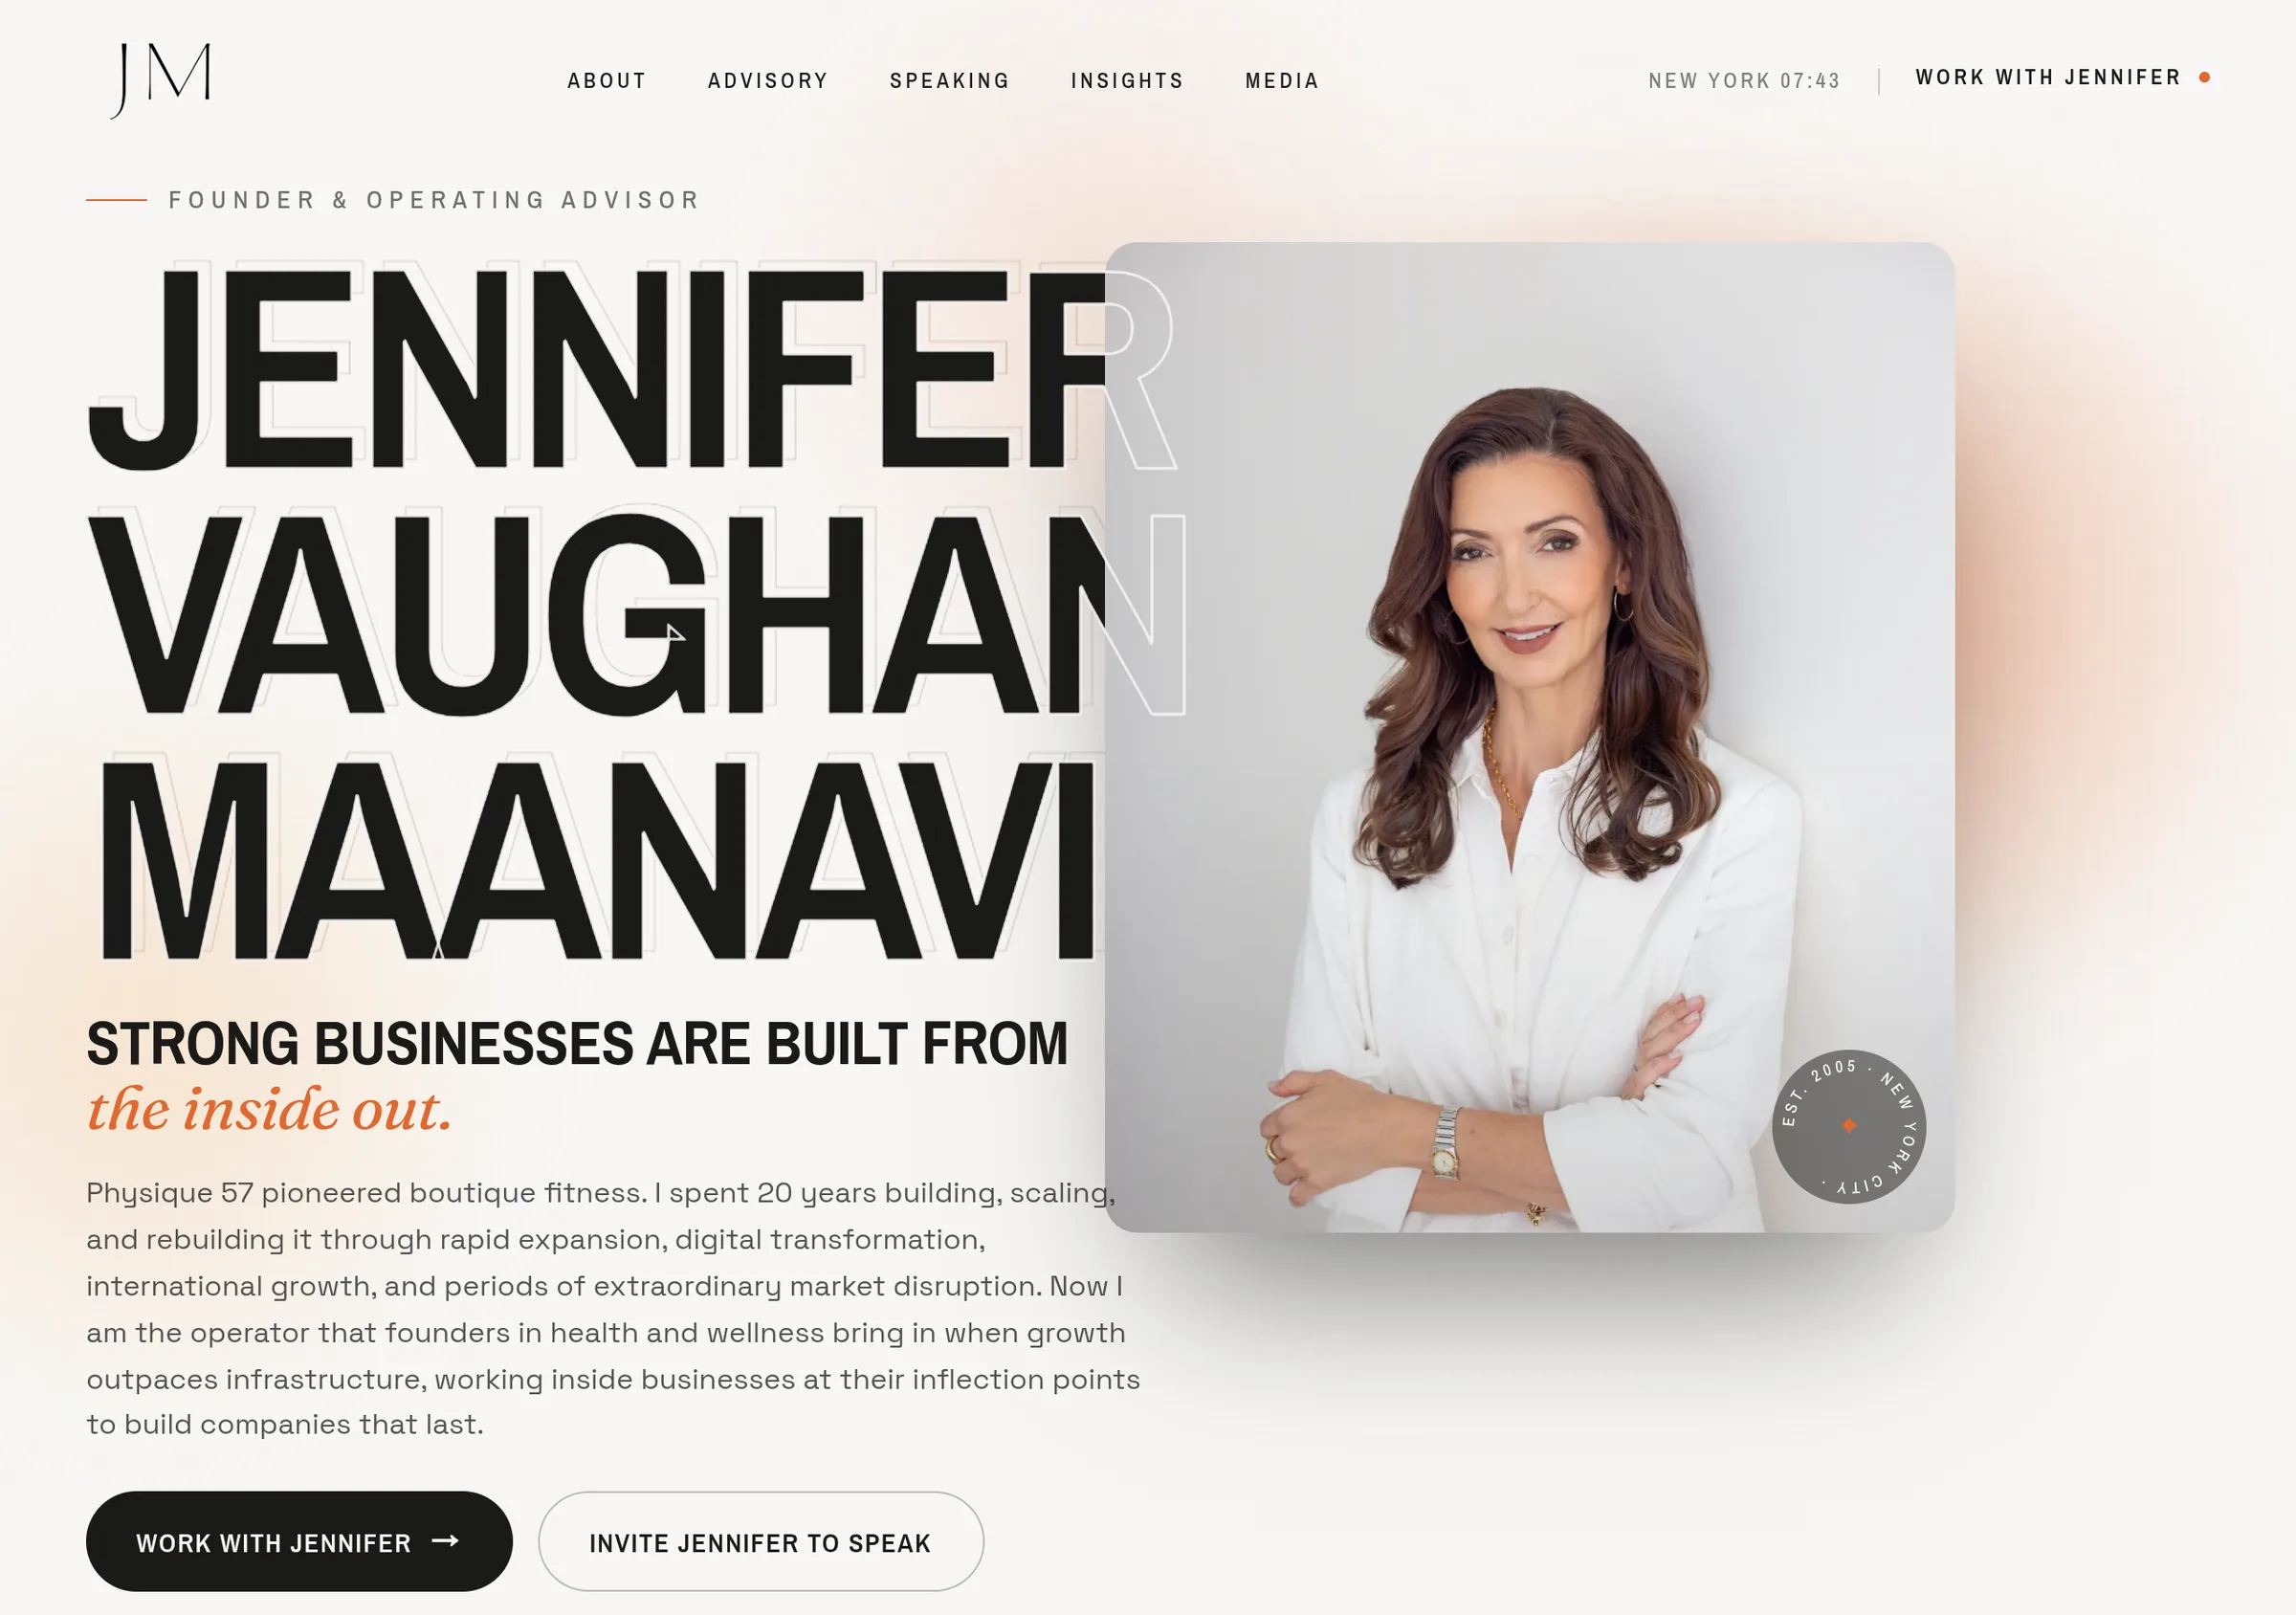 JM
ABOUT ADVISORY SPEAKING INSIGHTS MEDIA
NEW YORK 07:43
WORK WITH JENNIFER
FOUNDER & OPERATING ADVISOR
JENNIFER
VAUGHAN
MAANAVI
STRONG BUSINESSES ARE BUILT FROM
the inside out.
Physique 57 pioneered boutique fitness. I spent 20 years building, scaling,
and rebuilding it through rapid expansion, digital transformation,
international growth, and periods of extraordinary market disruption. Now I
am the operator that founders in health and wellness bring in when growth
outpaces infrastructure, working inside businesses at their inflection points
to build companies that last.
EST. 2005 · NEW YORK CITY ·
WORK WITH JENNIFER →
INVITE JENNIFER TO SPEAK